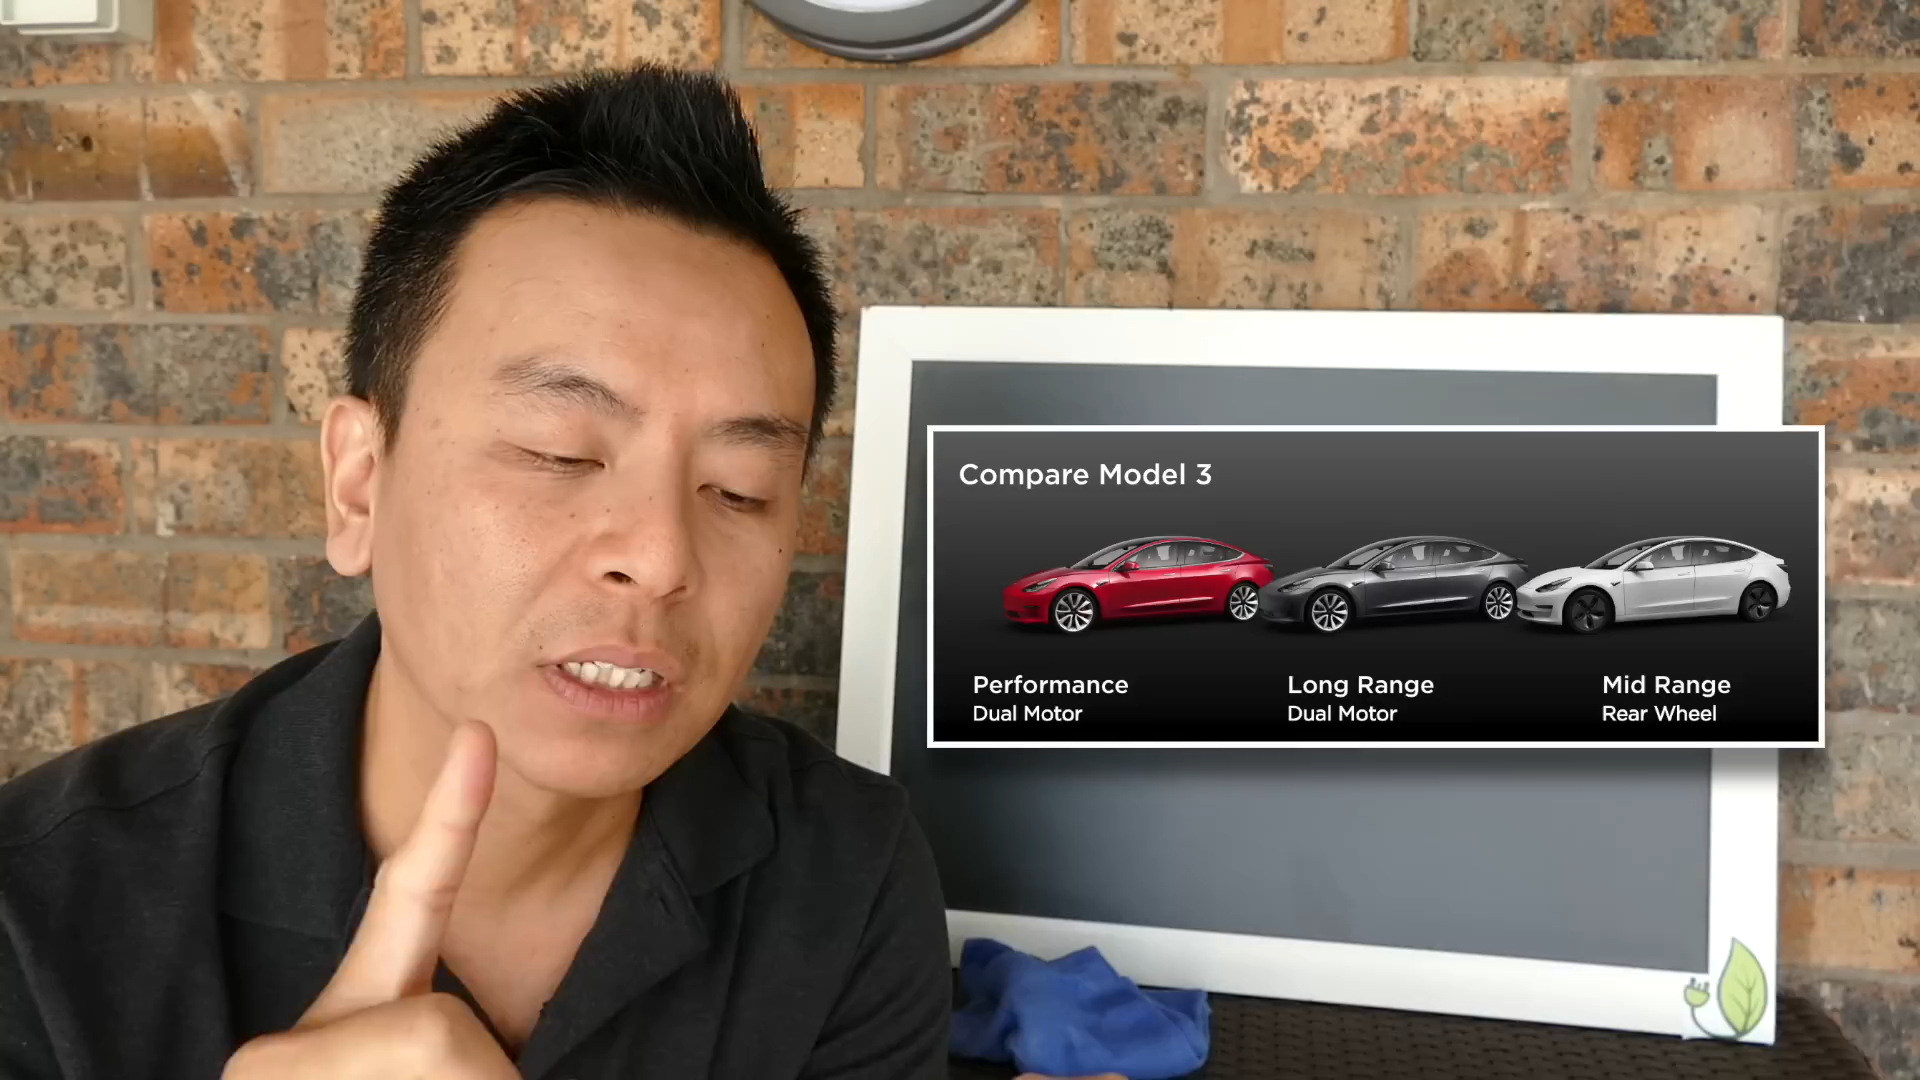 Compare Model 3
Performance
Dual Motor
Long Range
Dual Motor
Mid Range
Rear Wheel